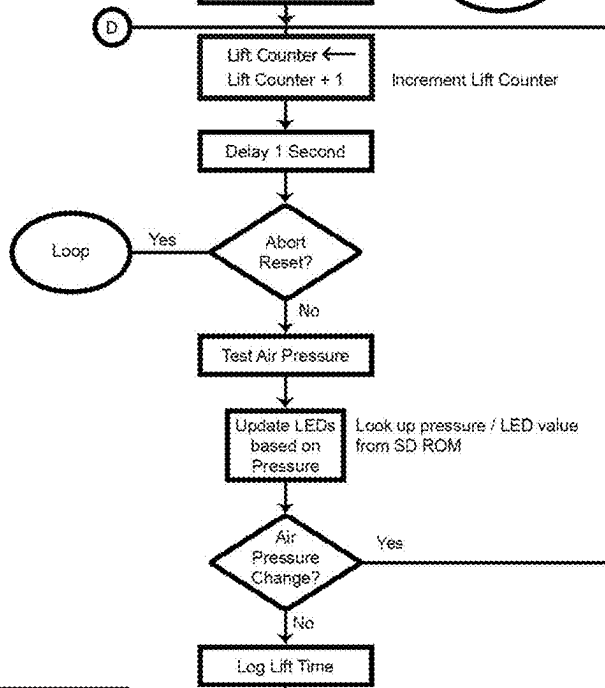 D
Lift Counter ←
Lift Counter + 1
Increment Lift Counter
Delay 1 Second
Loop
Yes
Abort
Reset?
No
Test Air Pressure
Update LEDs
based on
Pressure
Look up pressure / LED value
from SD ROM
Air
Pressure
Change?
Yes
No
Log Lift Time